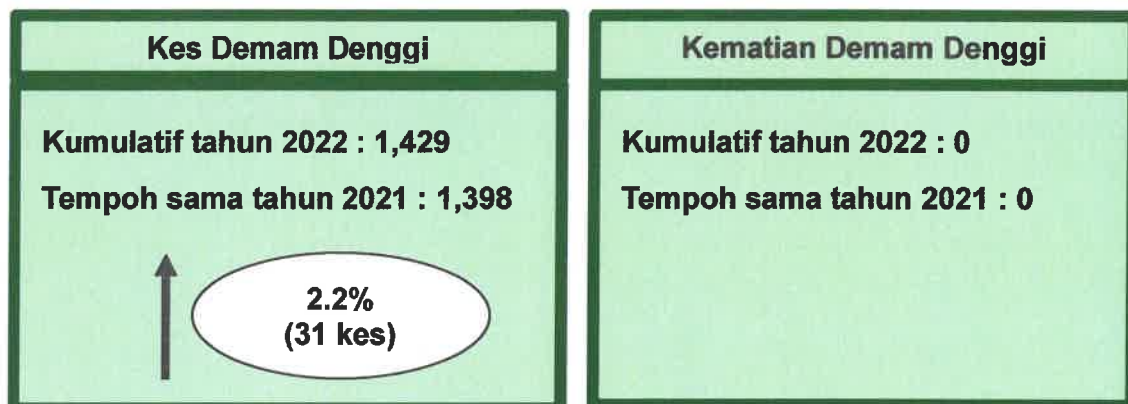 Kes Demam Denggi
Kumulatif tahun 2022 : 1,429
Tempoh sama tahun 2021 : 1,398
2.2%
(31 kes)
Kematian Demam Denggi
Kumulatif tahun 2022 : 0
Tempoh sama tahun 2021 : 0